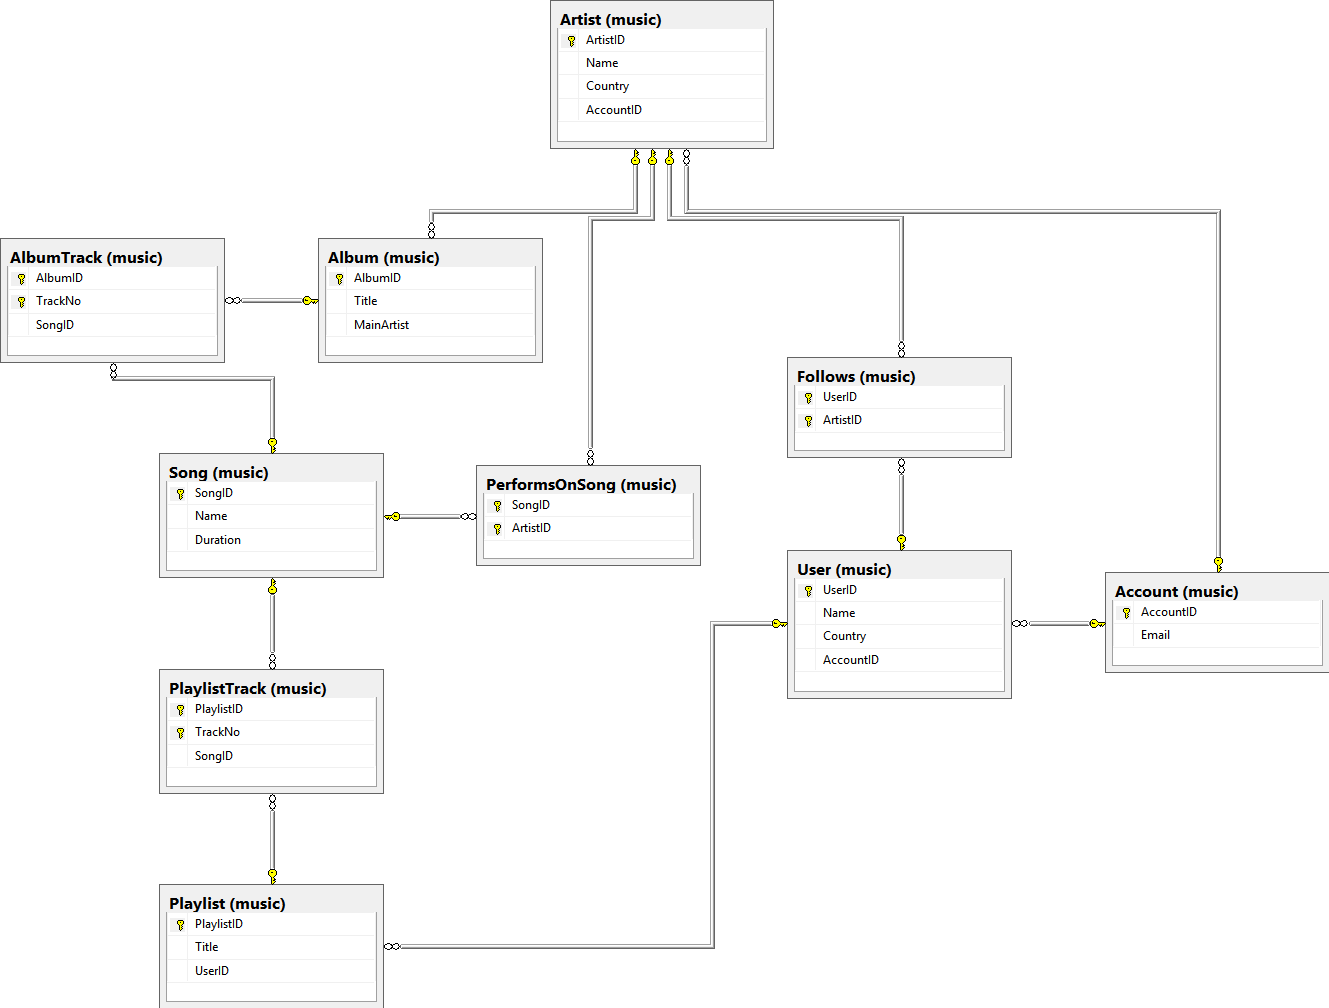 Artist (music)
ArtistID
Name
Country
AccountID
AlbumTrack (music)
AlbumID
TrackNo
SongID
Album (music)
AlbumID
Title
MainArtist
Follows (music)
UserID
ArtistID
Song (music)
SongID
Name
Duration
PerformsOnSong (music)
SongID
ArtistID
User (music)
UserID
Name
Country
AccountID
Account (music)
AccountID
Email
PlaylistTrack (music)
PlaylistID
TrackNo
SongID
Playlist (music)
PlaylistID
Title
UserID